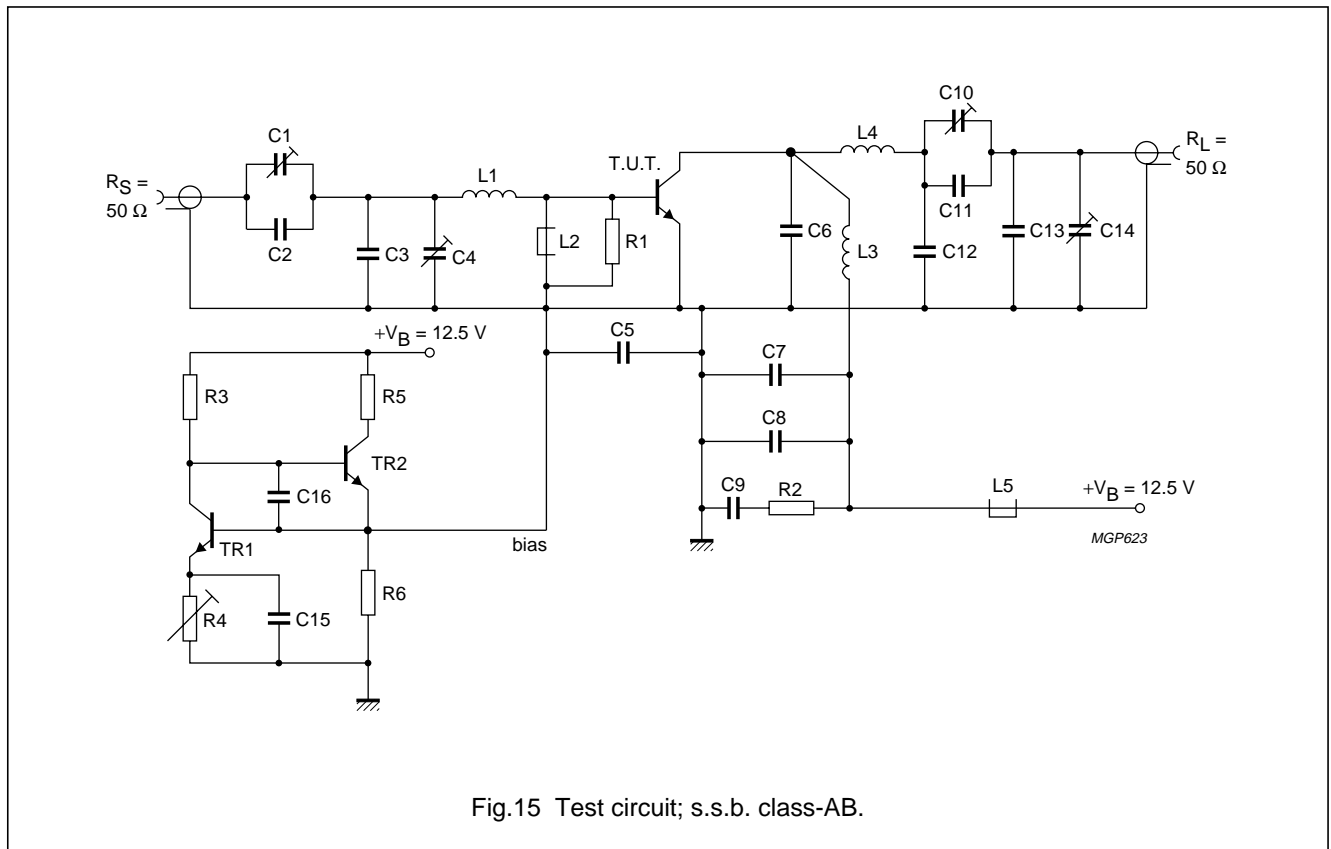 C10
C1
L4
R_L =
50 Ω
T.U.T.
L1
R_S =
50 Ω
C11
C2
C3
C4
L2
R1
C6
L3
C12
C13
C14
+V_B = 12.5 V
C5
C7
R3
R5
C8
TR2
C16
C9
R2
L5
+V_B = 12.5 V
TR1
bias
MGP623
R4
C15
R6
Fig.15 Test circuit; s.s.b. class-AB.